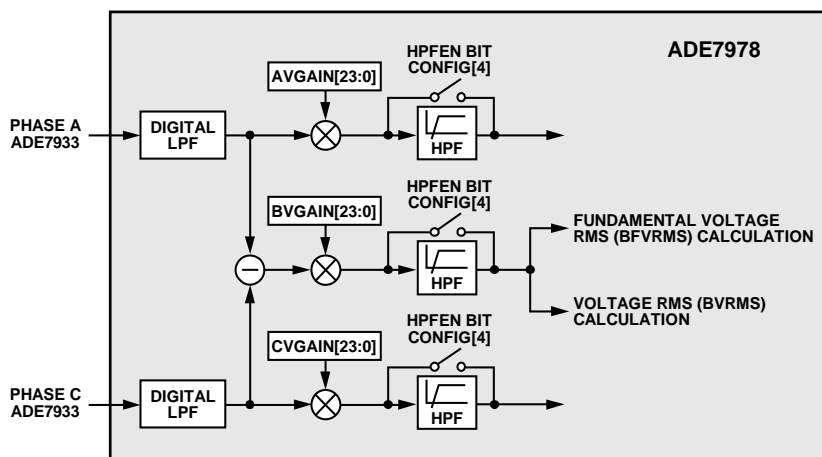 ADE7978
HPFEN BIT
CONFIG[4]
AVGAIN[23:0]
PHASE A
ADE7933
DIGITAL
LPF
HPF
HPFEN BIT
CONFIG[4]
BVGAIN[23:0]
HPF
FUNDAMENTAL VOLTAGE
RMS (BFVRMS) CALCULATION
VOLTAGE RMS (BVRMS)
CALCULATION
HPFEN BIT
CONFIG[4]
CVGAIN[23:0]
PHASE C
ADE7933
DIGITAL
LPF
HPF